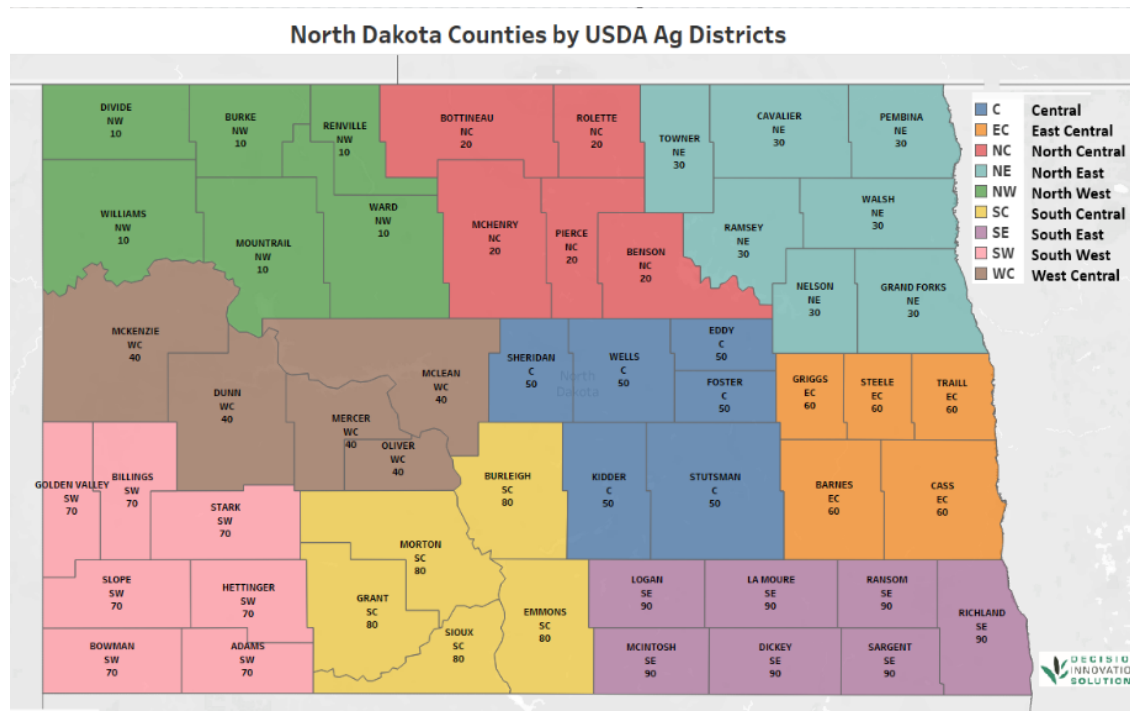 North Dakota Counties by USDA Ag Districts
DIVIDE
NW
10
BURKE
NW
10
RENVILLE
NW
10
BOTTINEAU
NC
20
ROLETTE
NC
20
TOWNER
NE
30
CAVALIER
NE
30
PEMBINA
NE
30
WILLIAMS
NW
10
MOUNTRAIL
NW
10
WARD
NW
10
MCHENRY
NC
20
PIERCE
NC
20
BENSON
NC
20
RAMSEY
NE
30
WALSH
NE
30
NELSON
NE
30
GRAND FORKS
NE
30
MCKENZIE
WC
40
DUNN
WC
40
MERCER
WC
40
MCLEAN
WC
40
OLIVER
WC
40
SHERIDAN
C
50
WELLS
C
50
EDDY
C
50
FOSTER
C
50
North
Dakota
GRIGGS
EC
60
STEELE
EC
60
TRAILL
EC
60
GOLDEN VALLEY
SW
70
BILLINGS
SW
70
STARK
SW
70
BURLEIGH
SC
80
KIDDER
C
50
STUTSMAN
C
50
BARNES
EC
60
CASS
EC
60
SLOPE
SW
70
HETTINGER
SW
70
MORTON
SC
80
GRANT
SC
80
BOWMAN
SW
70
ADAMS
SW
70
SIOUX
SC
80
EMMONS
SC
80
LOGAN
SE
90
LA MOURE
SE
90
RANSOM
SE
90
RICHLAND
SE
90
MCINTOSH
SE
90
DICKEY
SE
90
SARGENT
SE
90
C Central
EC East Central
NC North Central
NE North East
NW North West
SC South Central
SE South East
SW South West
WC West Central
DECISIO
INNOVATIO
SOLUTION